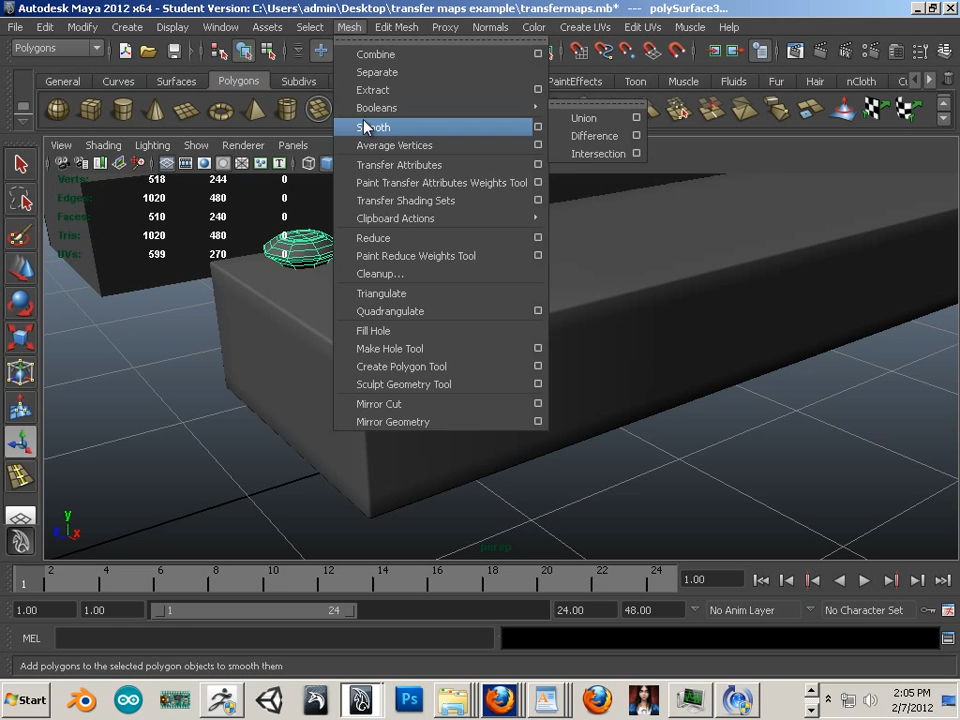 Autodesk Maya 2012 x64 - Student Version: C:\Users\admin\Desktop\transfer maps example\transfermaps.mb* --- polySurface3...
File Edit Modify Create Display Window Assets Select Mesh Edit Mesh Proxy Normals Color Create UVs Edit UVs Muscle Help
Polygons
General Curves Surfaces Polygons Subdivs PaintEffects Toon Muscle Fluids Fur Hair nCloth
View Shading Lighting Show Renderer Panels
Verts: 518 244 0
Edges: 1020 480 0
Faces: 510 240 0
Tris: 1020 480 0
UVs: 599 270 0
Combine
Separate
Extract
Booleans
Smooth
Average Vertices
Transfer Attributes
Paint Transfer Attributes Weights Tool
Transfer Shading Sets
Clipboard Actions
Reduce
Paint Reduce Weights Tool
Cleanup...
Triangulate
Quadrangulate
Fill Hole
Make Hole Tool
Create Polygon Tool
Sculpt Geometry Tool
Mirror Cut
Mirror Geometry
Union
Difference
Intersection
y
x
persp
1 2 4 6 8 10 12 14 16 18 20 22 24 1.00
1.00 1.00 1 24 24.00 48.00 No Anim Layer No Character Set
MEL
Add polygons to the selected polygon objects to smooth them
Start Ps 2:05 PM
2/7/2012